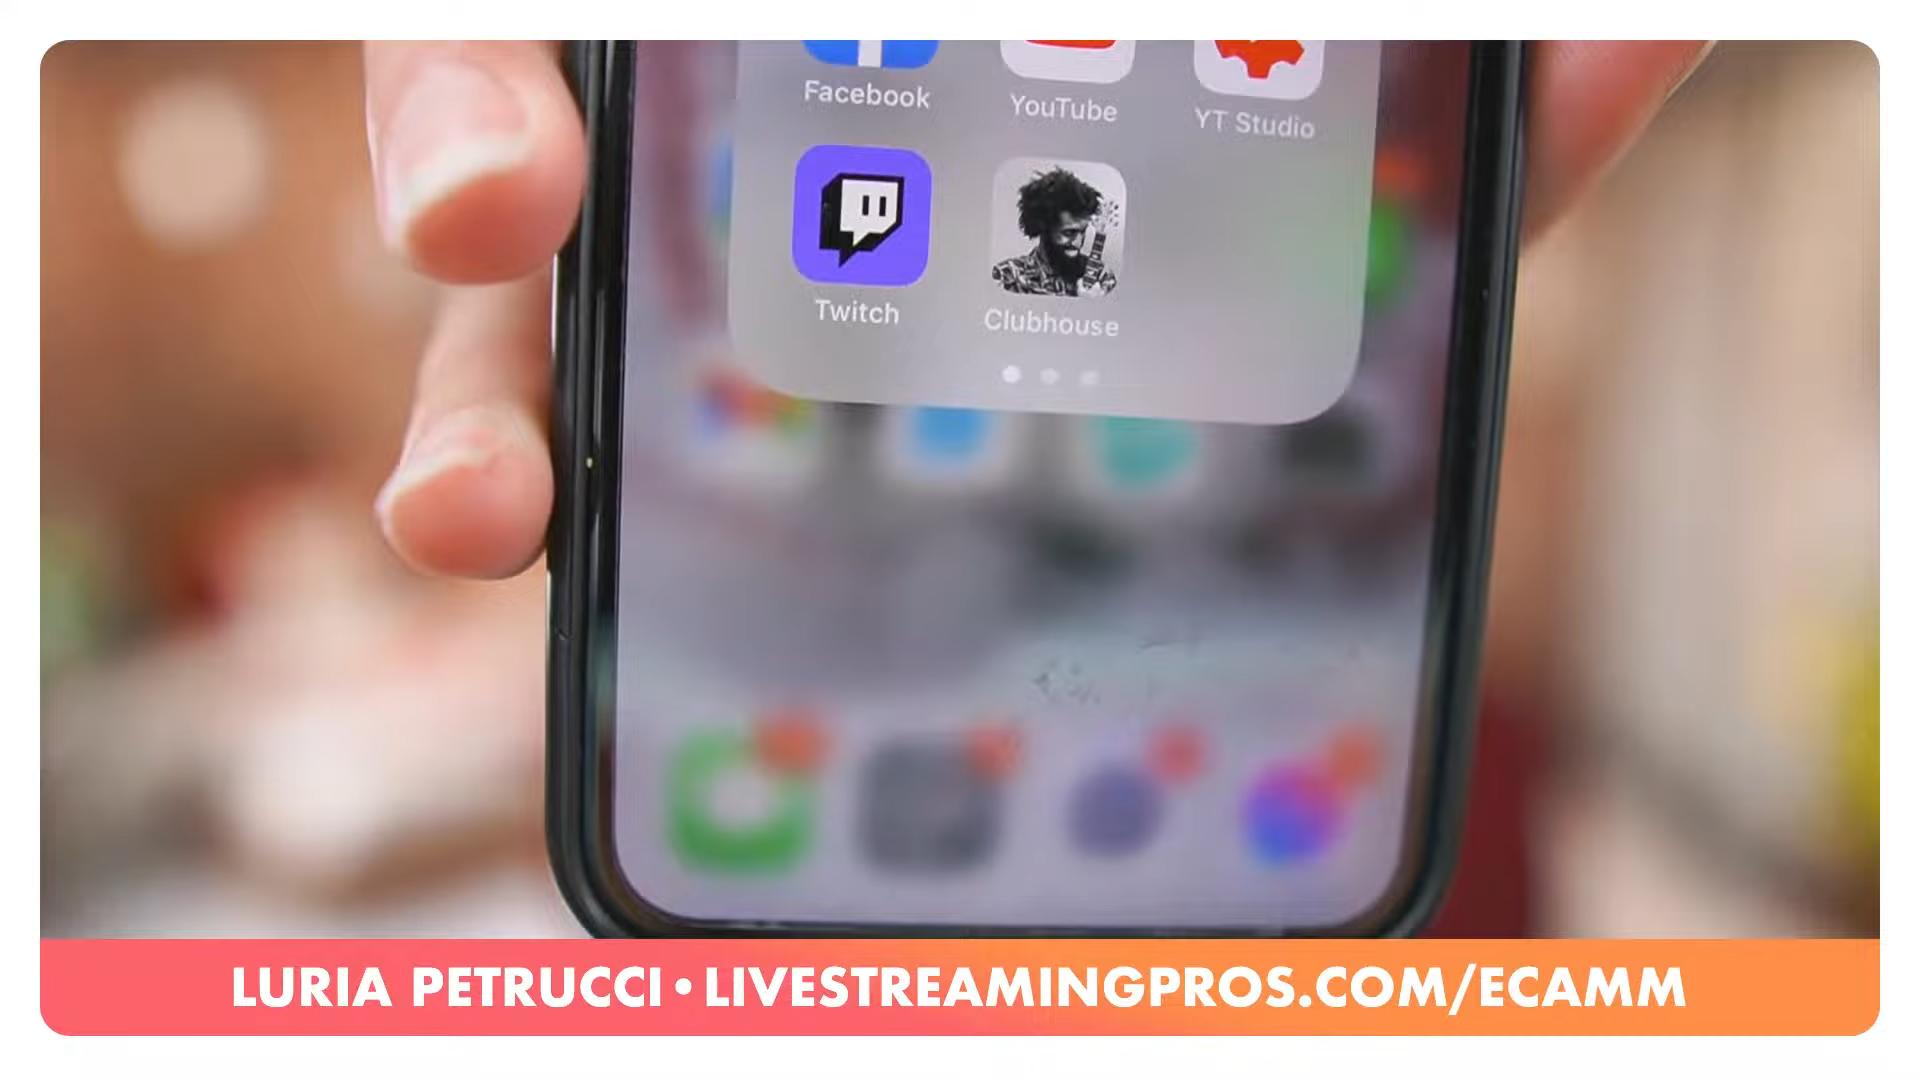 Facebook
YouTube
YT Studio
Twitch
Clubhouse
LURIA PETRUCCI • LIVESTREAMINGPROS.COM/ECAMM